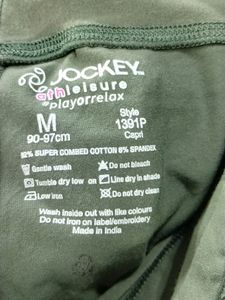 JOCKEY
athleisure
playorrelax
M
90-97cm
Style
1391P
Capri
92% SUPER COMBED COTTON 8% SPANDEX
Gentle wash
Do not bleach
Tumble dry low
Line dry in shade
Low iron
Do not dry clean
Wash inside out with like colours
Do not iron on label/embroidery
Made in India